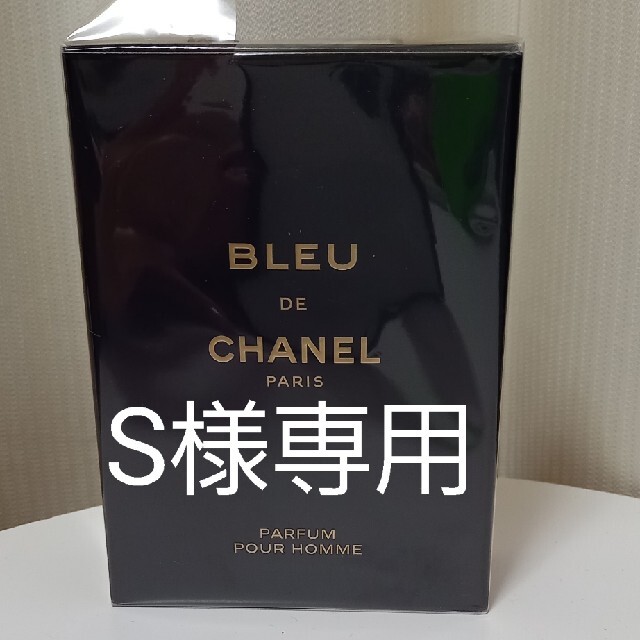 BLEU
DE
CHANEL
PARIS
S様専用
PARFUM
POUR HOMME